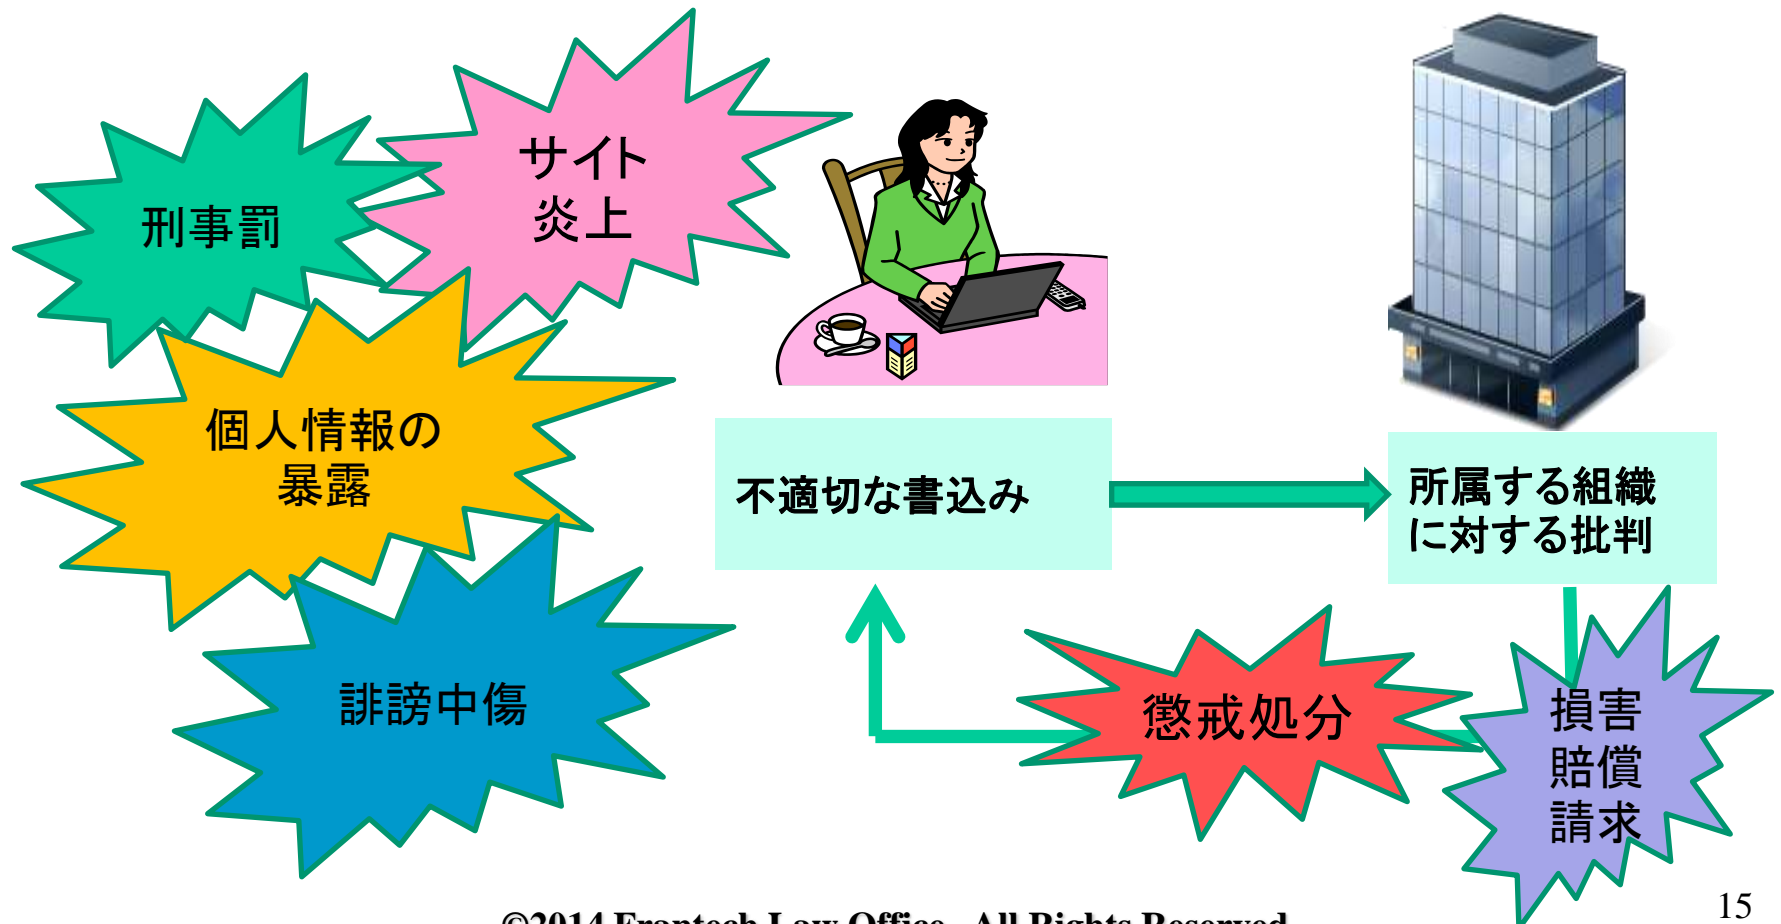 サイト
炎上
刑事罰
個人情報の
暴露
誹謗中傷
不適切な書込み
所属する組織
に対する批判
懲戒処分
損害
賠償
請求
©2014 Frantech Law Office All Rights Reserved
15